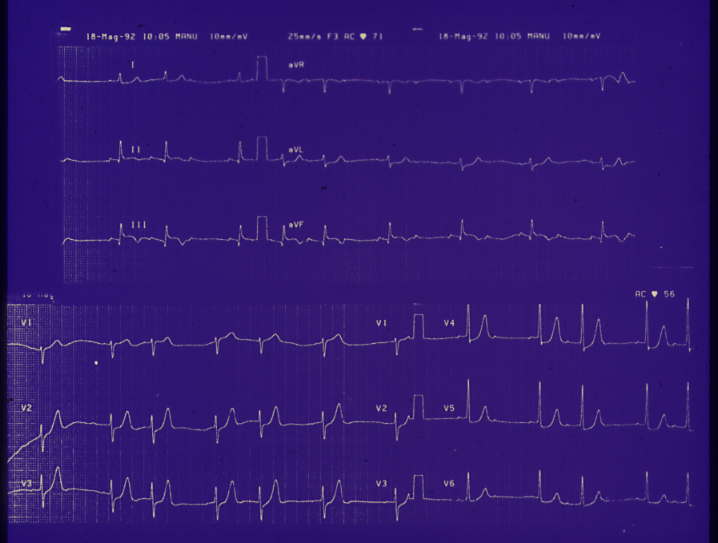 18-Mag-92 10:05 MANU 10mm/mV 25mm/s F3 AC ♥ 71 18-Mag-92 10:05 MANU 10mm/mV
I aVR
II aVL
III aVF
AC ♥ 56
V1 V1 V4
V2 V2 V5
V3 V3 V6